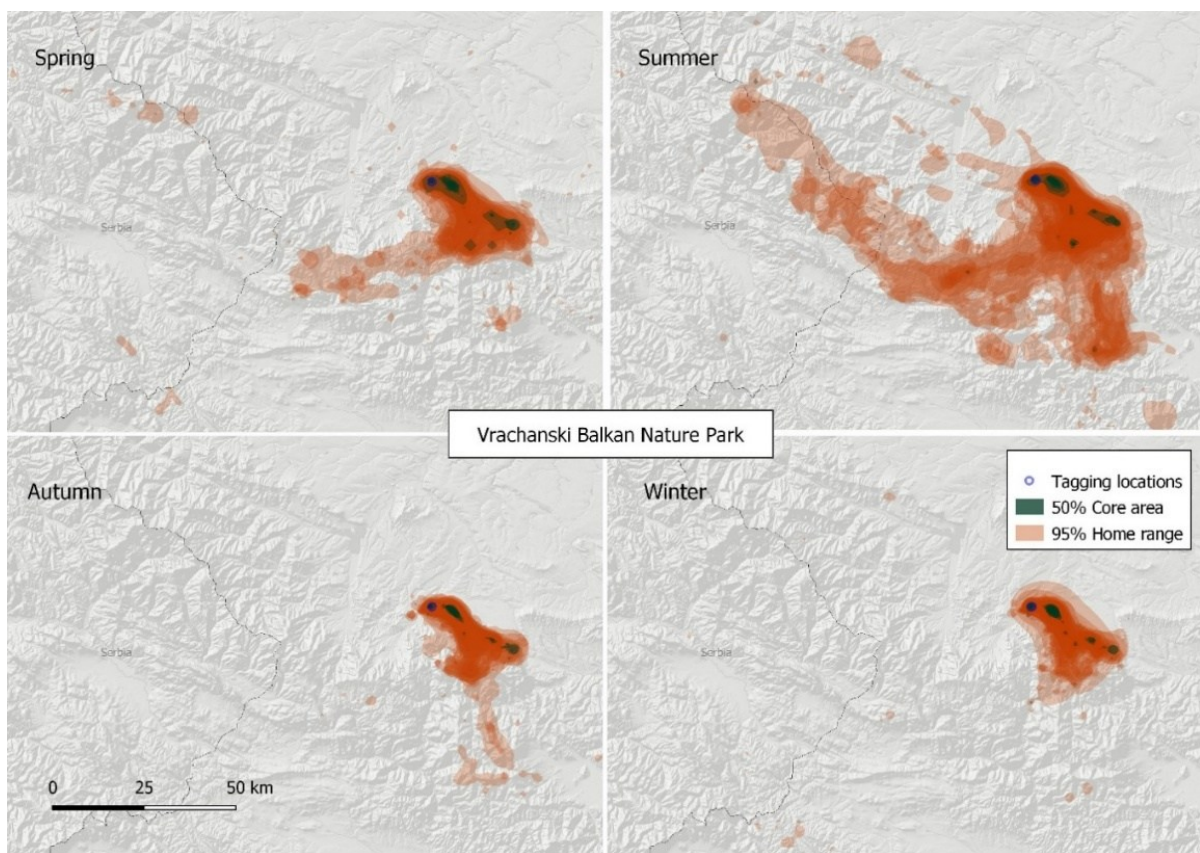 Spring
Summer
Serbia
Serbia
Vrachanski Balkan Nature Park
Autumn
Winter
Tagging locations
50% Core area
95% Home range
Serbia
Serbia
0 25 50 km